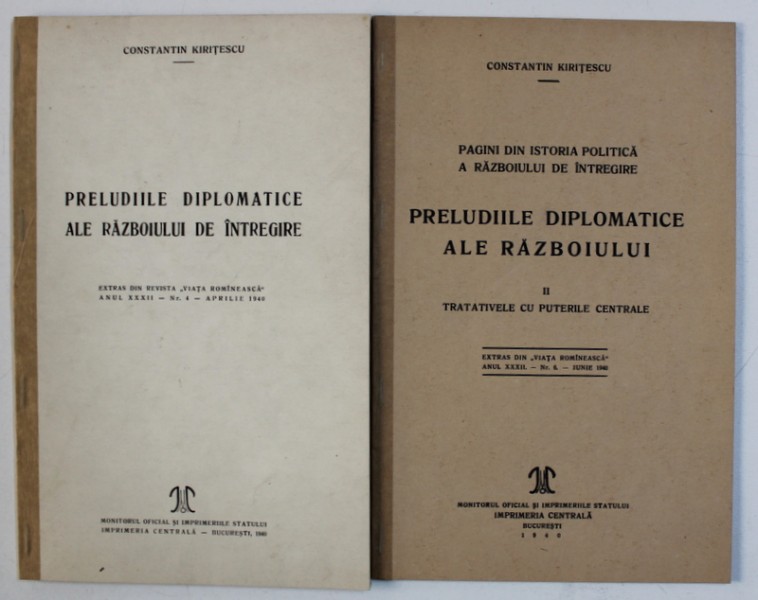 CONSTANTIN KIRIȚESCU
PRELUDIILE DIPLOMATICE
ALE RĂZBOIULUI DE ÎNTREGIRE
EXTRAS DIN REVISTA „VIAȚA ROMÎNEASCĂ“
ANUL XXXII — Nr. 4 — APRILIE 1940
MONITORUL OFICIAL ȘI IMPRIMERIILE STATULUI
IMPRIMERIA CENTRALĂ — BUCUREȘTI, 1940
CONSTANTIN KIRIȚESCU
PAGINI DIN ISTORIA POLITICĂ
A RĂZBOIULUI DE ÎNTREGIRE
PRELUDIILE DIPLOMATICE
ALE RĂZBOIULUI
II
TRATATIVELE CU PUTERILE CENTRALE
EXTRAS DIN „VIAȚA ROMÎNEASCĂ“
ANUL XXXII. — Nr. 6. — IUNIE 1940
MONITORUL OFICIAL ȘI IMPRIMERIILE STATULUI
IMPRIMERIA CENTRALĂ
BUCUREȘTI
1940